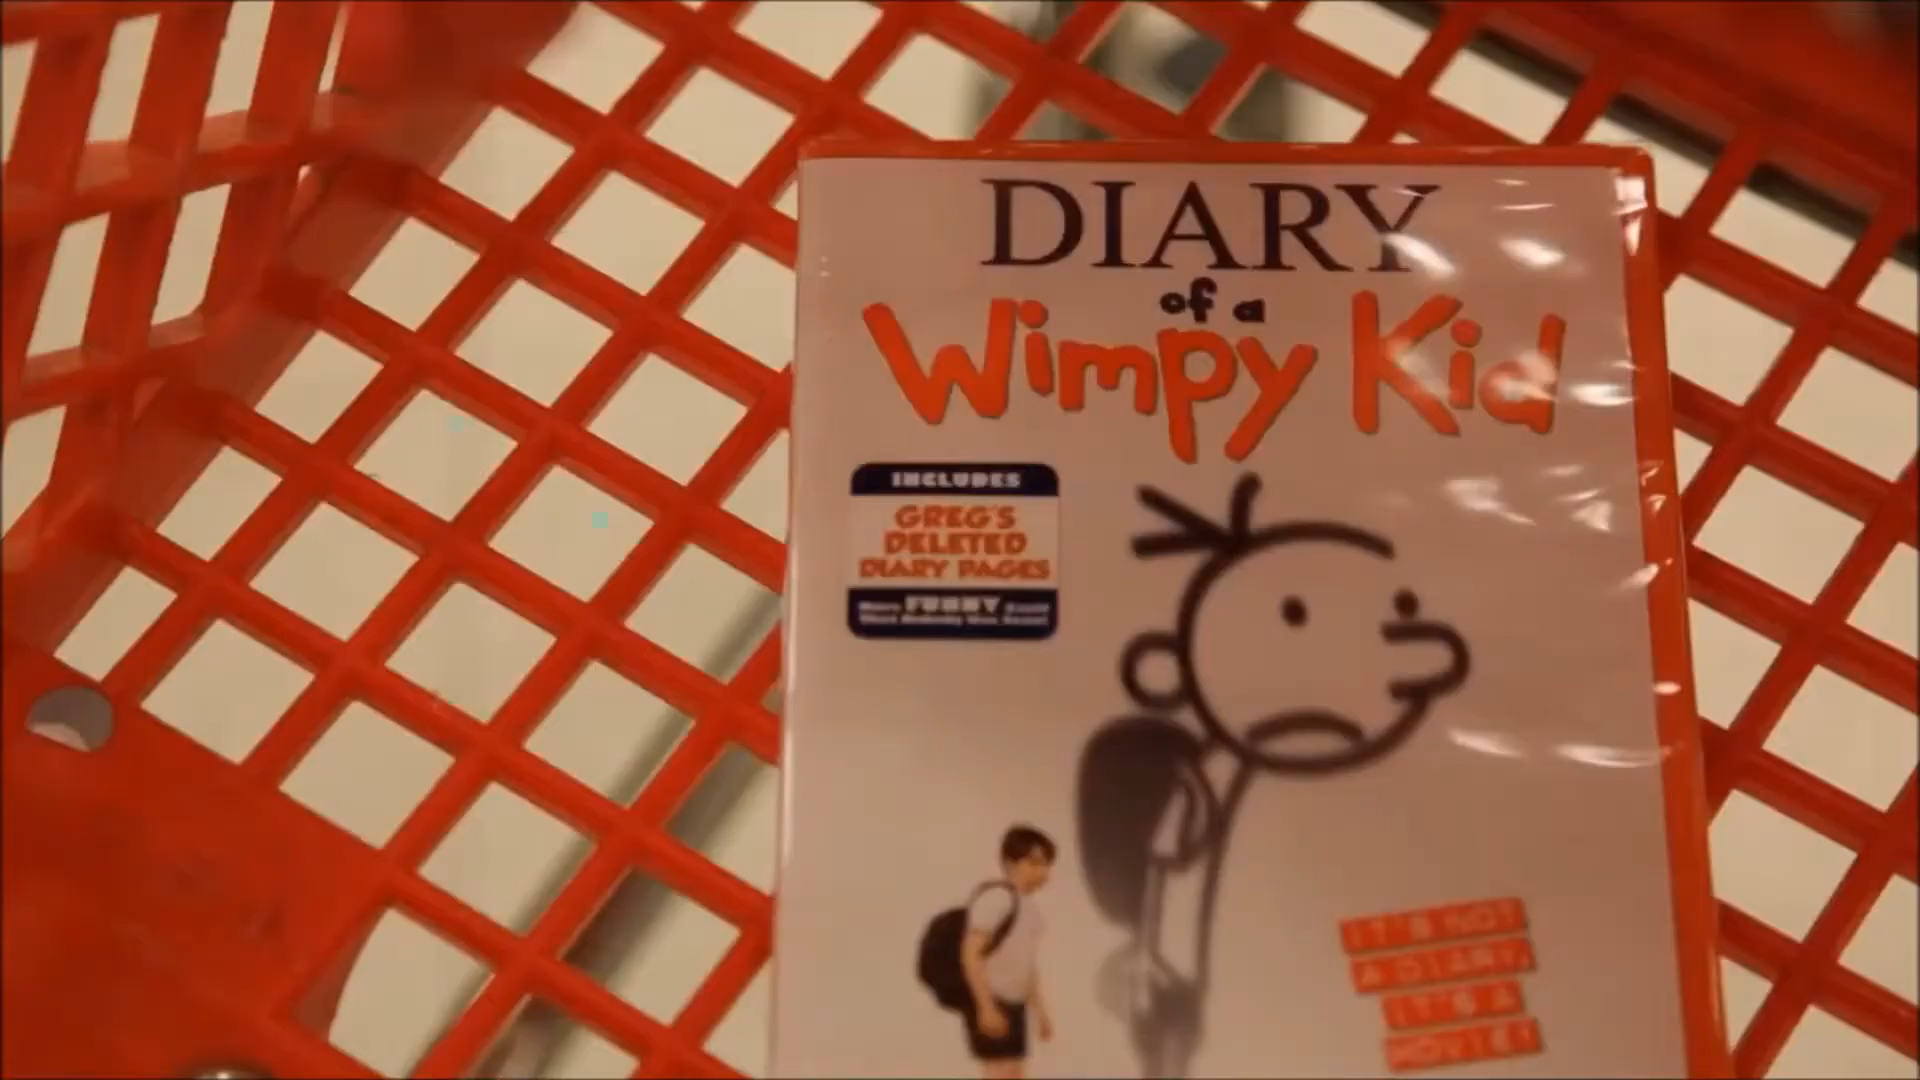 DIARY
of a
Wimpy Kid
INCLUDES
GREG'S
DELETED
DIARY PAGES
FUNNY
IT'S NOT
A DIARY,
IT'S A
MOVIE!